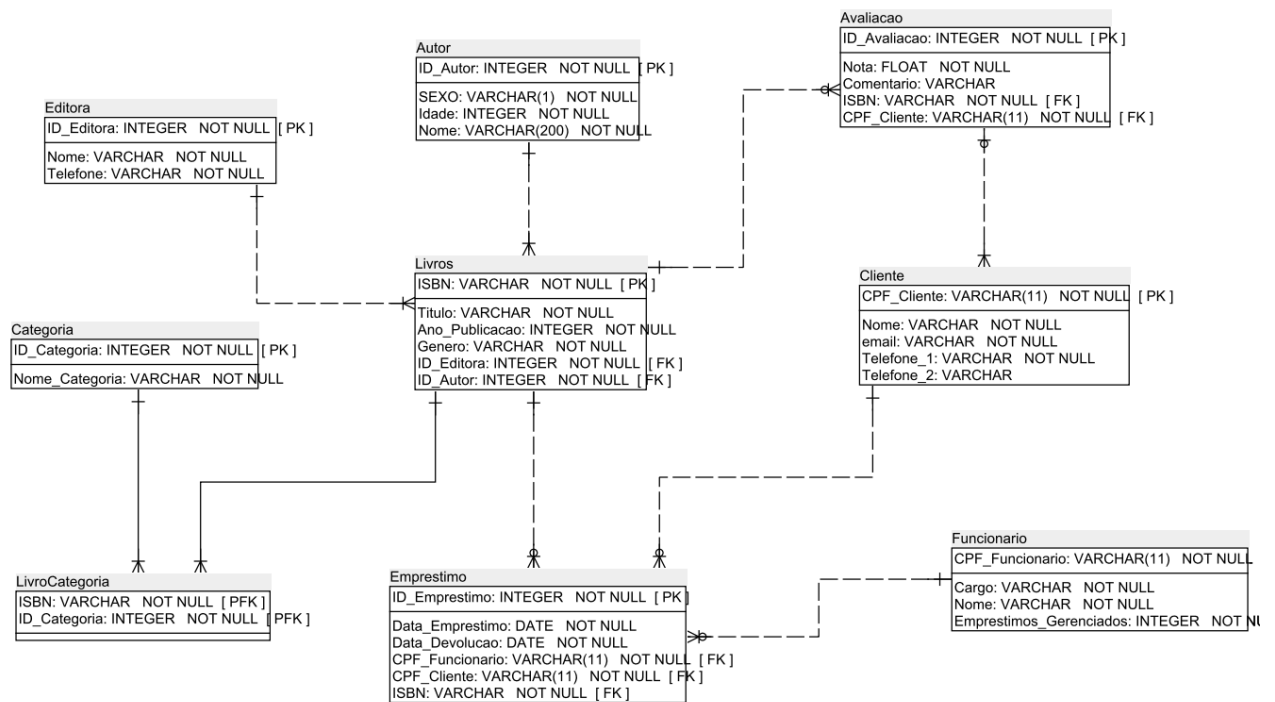 Avaliacao
ID_Avaliacao: INTEGER NOT NULL [ PK ]
Nota: FLOAT NOT NULL
Comentario: VARCHAR
ISBN: VARCHAR NOT NULL [ FK ]
CPF_Cliente: VARCHAR(11) NOT NULL [ FK ]
Autor
ID_Autor: INTEGER NOT NULL [ PK ]
SEXO: VARCHAR(1) NOT NULL
Idade: INTEGER NOT NULL
Nome: VARCHAR(200) NOT NULL
Editora
ID_Editora: INTEGER NOT NULL [ PK ]
Nome: VARCHAR NOT NULL
Telefone: VARCHAR NOT NULL
Livros
ISBN: VARCHAR NOT NULL [ PK ]
Titulo: VARCHAR NOT NULL
Ano_Publicacao: INTEGER NOT NULL
Genero: VARCHAR NOT NULL
ID_Editora: INTEGER NOT NULL [ FK ]
ID_Autor: INTEGER NOT NULL [ FK ]
Cliente
CPF_Cliente: VARCHAR(11) NOT NULL [ PK ]
Nome: VARCHAR NOT NULL
email: VARCHAR NOT NULL
Telefone_1: VARCHAR NOT NULL
Telefone_2: VARCHAR
Categoria
ID_Categoria: INTEGER NOT NULL [ PK ]
Nome_Categoria: VARCHAR NOT NULL
LivroCategoria
ISBN: VARCHAR NOT NULL [ PFK ]
ID_Categoria: INTEGER NOT NULL [ PFK ]
Emprestimo
ID_Emprestimo: INTEGER NOT NULL [ PK ]
Data_Emprestimo: DATE NOT NULL
Data_Devolucao: DATE NOT NULL
CPF_Funcionario: VARCHAR(11) NOT NULL [ FK ]
CPF_Cliente: VARCHAR(11) NOT NULL [ FK ]
ISBN: VARCHAR NOT NULL [ FK ]
Funcionario
CPF_Funcionario: VARCHAR(11) NOT NULL
Cargo: VARCHAR NOT NULL
Nome: VARCHAR NOT NULL
Emprestimos_Gerenciados: INTEGER NOT